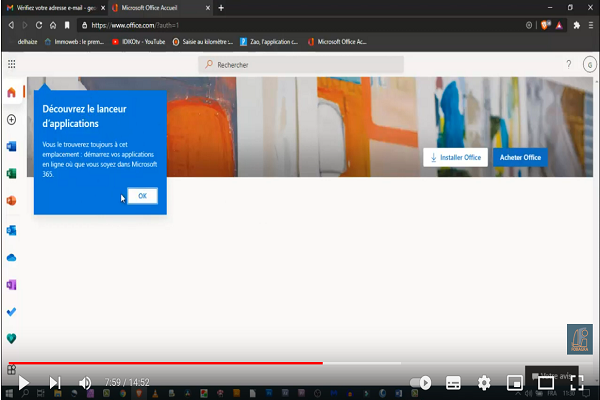 Vérifiez votre adresse e-mail - geo
Microsoft Office Accueil
https://www.office.com/?auth=1
delhaize
Immoweb : le prem...
IDKOtv - YouTube
Saisie au kilomètre :...
Zao, l'application c...
Microsoft Office Ac...
Rechercher
?
G
Découvrez le lanceur
d'applications
Vous le trouverez toujours à cet
emplacement : démarrez vos applications
en ligne où que vous soyez dans Microsoft
365.
OK
Installer Office
Acheter Office
7:59 / 14:52
FRA